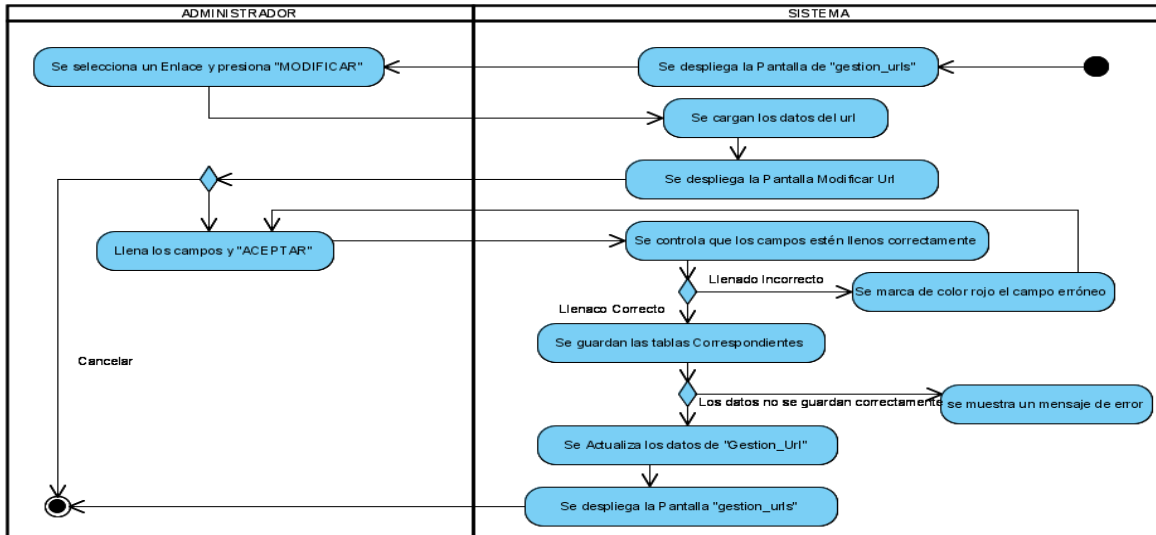 ADMINISTRADOR
SISTEMA
Se selecciona un Enlace y presiona "MODIFICAR"
Se despliega la Pantalla de "gestion_urls"
Se cargan los datos del url
Se despliega la Pantalla Modificar Url
Llena los campos y "ACEPTAR"
Se controla que los campos estén llenos correctamente
Llenado Incorrecto
Se marca de color rojo el campo erróneo
Llenaco Correcto
Se guardan las tablas Correspondientes
Cancelar
Los datos no se guardan correctamente
se muestra un mensaje de error
Se Actualiza los datos de "Gestion_Url"
Se despliega la Pantalla "gestion_urls"